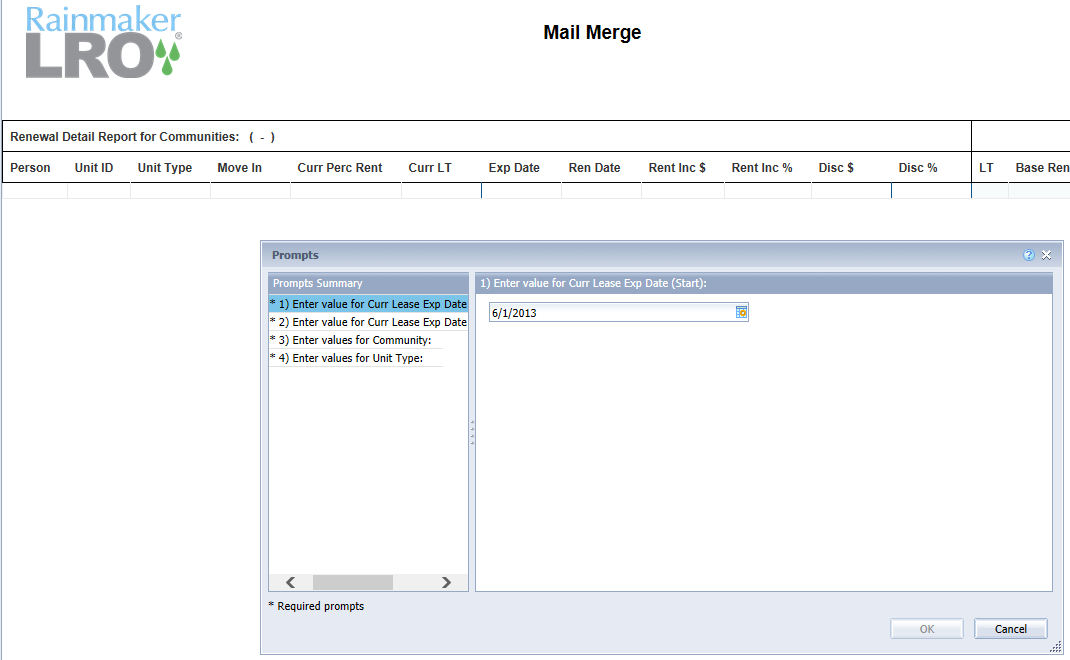 Rainmaker
LRO®
Mail Merge
Renewal Detail Report for Communities: ( - )
Person Unit ID Unit Type Move In Curr Perc Rent Curr LT Exp Date Ren Date Rent Inc $ Rent Inc % Disc $ Disc % LT Base Ren
Prompts
Prompts Summary
* 1) Enter value for Curr Lease Exp Date
* 2) Enter value for Curr Lease Exp Date
* 3) Enter values for Community:
* 4) Enter values for Unit Type:
1) Enter value for Curr Lease Exp Date (Start):
6/1/2013
* Required prompts
OK Cancel